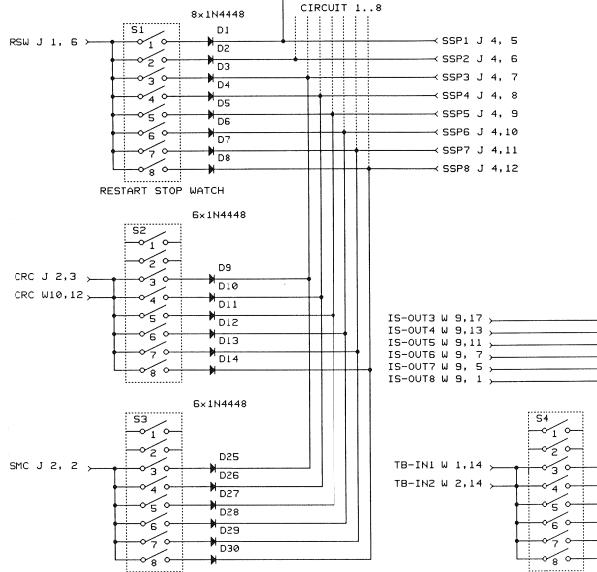 8x1N4448
CIRCUIT 1..8
S1
D1
RSW J 1, 6
1
SSP1 J 4, 5
D2
2
SSP2 J 4, 6
D3
3
SSP3 J 4, 7
D4
4
SSP4 J 4, 8
D5
5
SSP5 J 4, 9
D6
6
SSP6 J 4,10
D7
7
SSP7 J 4,11
D8
8
SSP8 J 4,12
RESTART STOP WATCH
6x1N4448
S2
1
2
D9
CRC J 2,3
3
D10
CRC W10,12
4
D11
5
IS-OUT3 W 9,17
D12
6
IS-OUT4 W 9,13
IS-OUT5 W 9,11
D13
7
IS-OUT6 W 9, 7
D14
IS-OUT7 W 9, 5
8
IS-OUT8 W 9, 1
6x1N4448
S3
S4
1
1
2
2
D25
SMC J 2, 2
3
TB-IN1 W 1,14
3
D26
4
TB-IN2 W 2,14
4
D27
5
5
D28
6
6
D29
7
7
D30
8
8